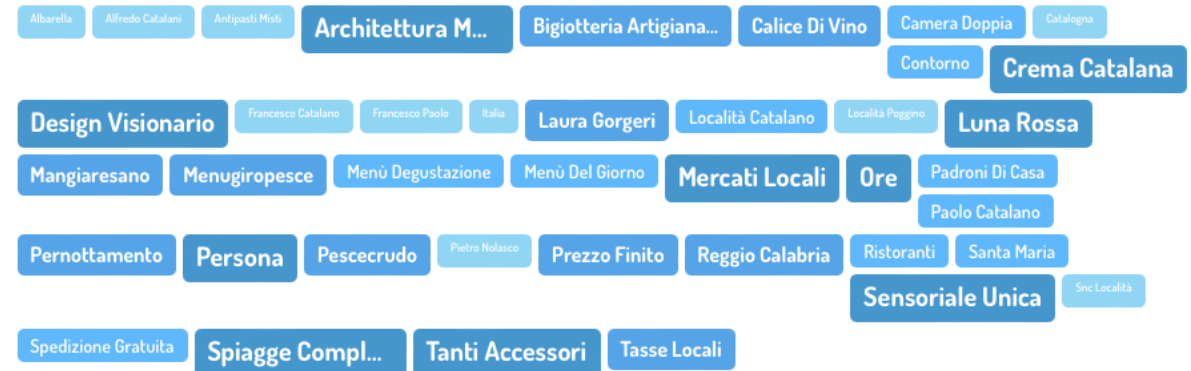 Albarella
Alfredo Catalani
Antipasti Misti
Architettura M...
Bigiotteria Artigiana...
Calice Di Vino
Camera Doppia
Catalogna
Contorno
Crema Catalana
Design Visionario
Francesco Catalano
Francesco Paolo
Italia
Laura Gorgeri
Località Catalano
Località Poggino
Luna Rossa
Mangiaresano
Menugiropesce
Menù Degustazione
Menù Del Giorno
Mercati Locali
Ore
Padroni Di Casa
Paolo Catalano
Pernottamento
Persona
Pescecrudo
Pietro Nolasco
Prezzo Finito
Reggio Calabria
Ristoranti
Santa Maria
Sensoriale Unica
Snc Località
Spedizione Gratuita
Spiagge Compl...
Tanti Accessori
Tasse Locali